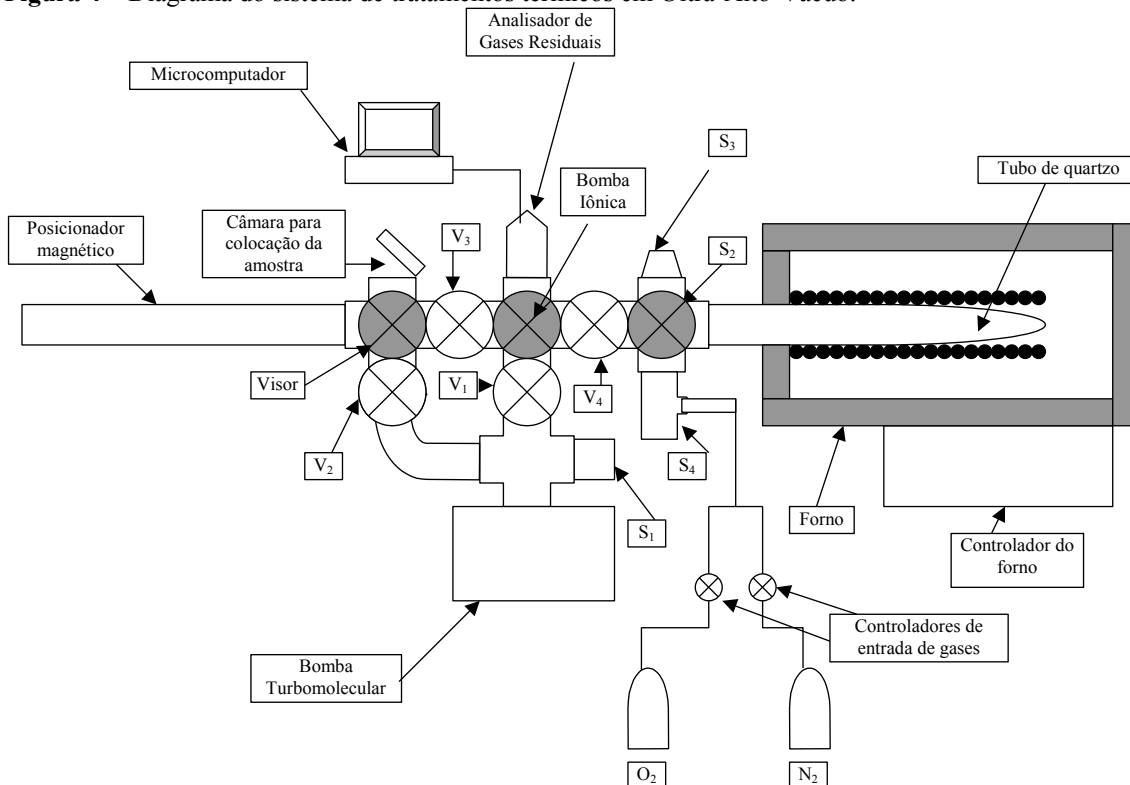 Figura 4 – Diagrama do sistema de tratamentos térmicos em Ultra-Alto-Vácuo.
Analisador de
Gases Residuais
Microcomputador
S3
Tubo de quartzo
Bomba
Iônica
Posicionador
magnético
Câmara para
colocação da
amostra
V3
S2
Visor
V1
V4
V2
S4
S1
Forno
Controlador do
forno
Controladores de
entrada de gases
Bomba
Turbomolecular
O2
N2